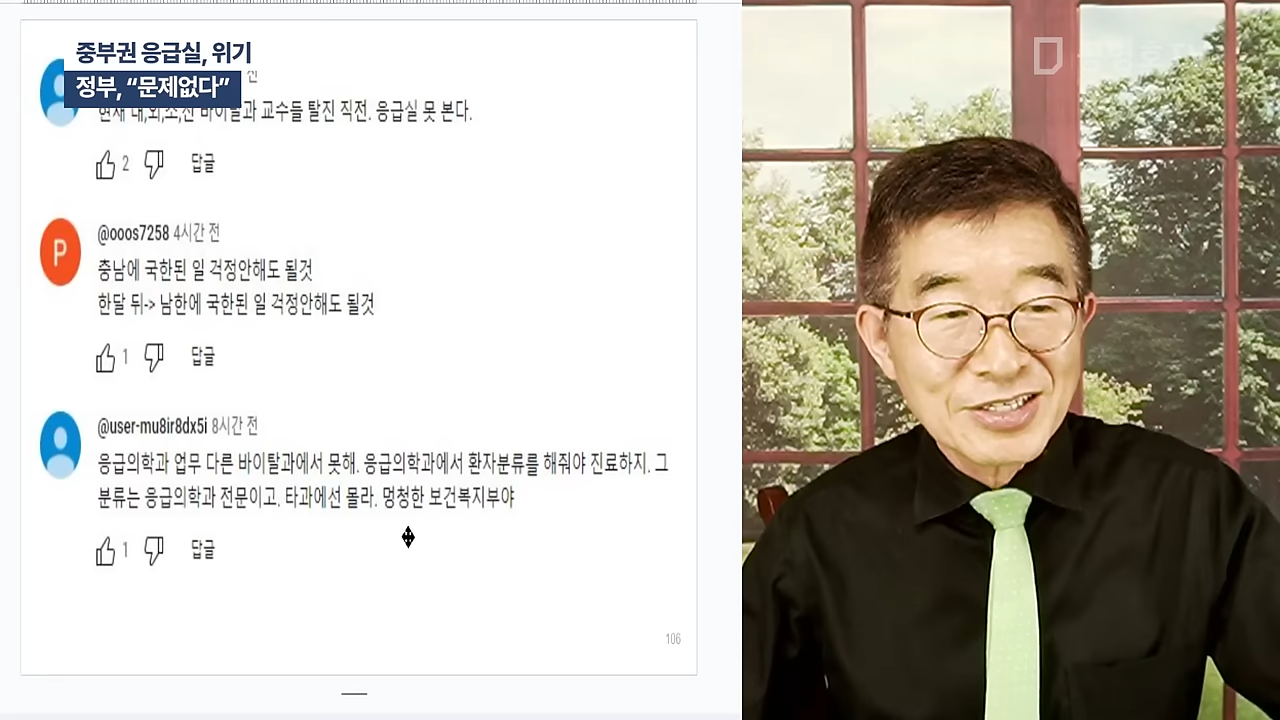 중부권 응급실, 위기
정부, “문제없다”
전
현재 내,외,소,산 바이탈과 교수들 탈진 직전. 응급실 못 본다.
2 답글
P
@ooos7258 4시간 전
충남에 국한된 일 걱정안해도 될것
한달 뒤-> 남한에 국한된 일 걱정안해도 될것
1 답글
@user-mu8ir8dx5i 8시간 전
응급의학과 업무 다른 바이탈과에서 못해. 응급의학과에서 환자분류를 해줘야 진료하지. 그
분류는 응급의학과 전문이고. 타과에선 몰라. 멍청한 보건복지부야
1 답글
106